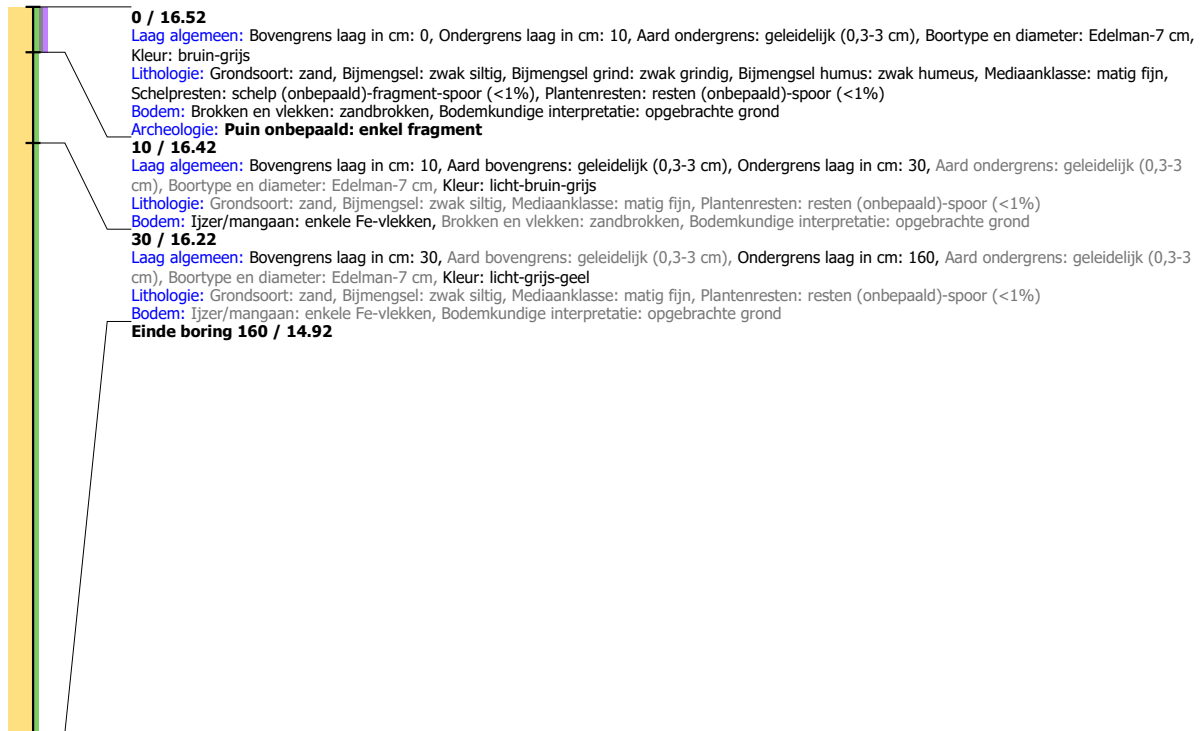 0 / 16.52
Laag algemeen: Bovengrens laag in cm: 0, Ondergrens laag in cm: 10, Aard ondergrens: geleidelijk (0,3-3 cm), Boortype en diameter: Edelman-7 cm,
Kleur: bruin-grijs
Lithologie: Grondsoort: zand, Bijmengsel: zwak siltig, Bijmengsel grind: zwak grindig, Bijmengsel humus: zwak humeus, Mediaanklasse: matig fijn,
Schelpresten: schelp (onbepaald)-fragment-spoor (<1%), Plantenresten: resten (onbepaald)-spoor (<1%)
Bodem: Brokken en vlekken: zandbrokken, Bodemkundige interpretatie: opgebrachte grond
Archeologie: Puin onbepaald: enkel fragment
10 / 16.42
Laag algemeen: Bovengrens laag in cm: 10, Aard bovengrens: geleidelijk (0,3-3 cm), Ondergrens laag in cm: 30, Aard ondergrens: geleidelijk (0,3-3
cm), Boortype en diameter: Edelman-7 cm, Kleur: licht-bruin-grijs
Lithologie: Grondsoort: zand, Bijmengsel: zwak siltig, Mediaanklasse: matig fijn, Plantenresten: resten (onbepaald)-spoor (<1%)
Bodem: Ijzer/mangaan: enkele Fe-vlekken, Brokken en vlekken: zandbrokken, Bodemkundige interpretatie: opgebrachte grond
30 / 16.22
Laag algemeen: Bovengrens laag in cm: 30, Aard bovengrens: geleidelijk (0,3-3 cm), Ondergrens laag in cm: 160, Aard ondergrens: geleidelijk (0,3-3
cm), Boortype en diameter: Edelman-7 cm, Kleur: licht-grijs-geel
Lithologie: Grondsoort: zand, Bijmengsel: zwak siltig, Mediaanklasse: matig fijn, Plantenresten: resten (onbepaald)-spoor (<1%)
Bodem: Ijzer/mangaan: enkele Fe-vlekken, Bodemkundige interpretatie: opgebrachte grond
Einde boring 160 / 14.92